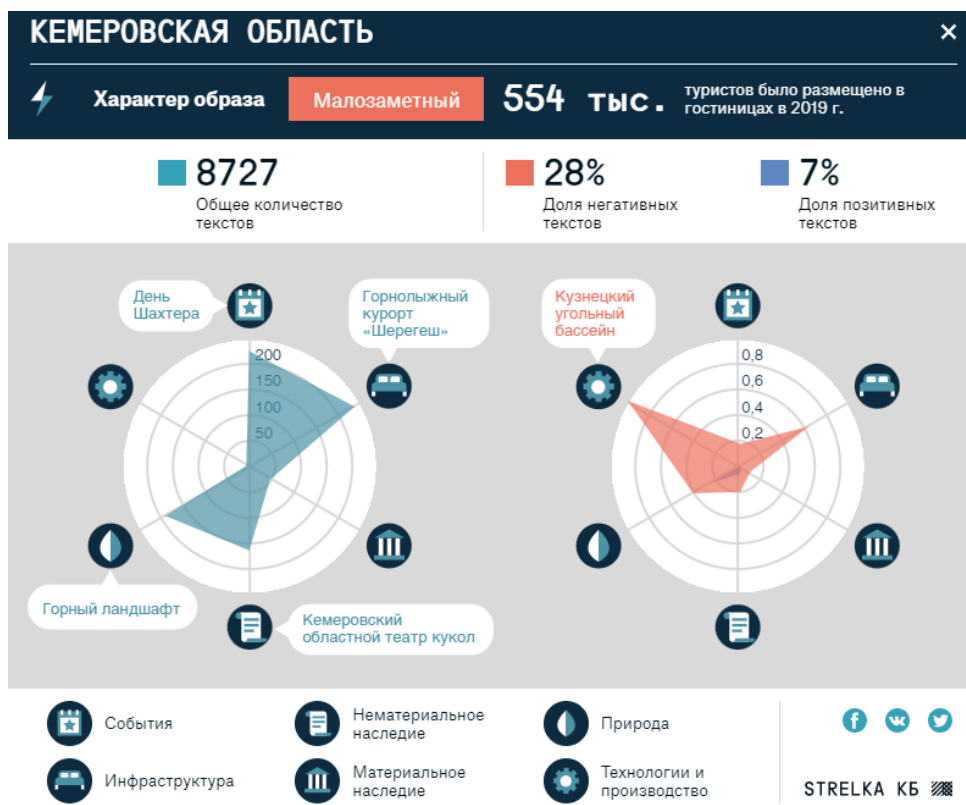 КЕМЕРОВСКАЯ ОБЛАСТЬ
Характер образа
Малозаметный
554 тыс.
туристов было размещено в
гостиницах в 2019 г.
8727
Общее количество
текстов
28%
Доля негативных
текстов
7%
Доля позитивных
текстов
День
Шахтера
Горнолыжный
курорт
«Шерегеш»
200
150
100
50
Горный ландшафт
Кемеровский
областной театр кукол
Кузнецкий
угольный
бассейн
0,8
0,6
0,4
0,2
События
Нематериальное
наследие
Природа
Инфраструктура
Материальное
наследие
Технологии и
производство
STRELKA КБ